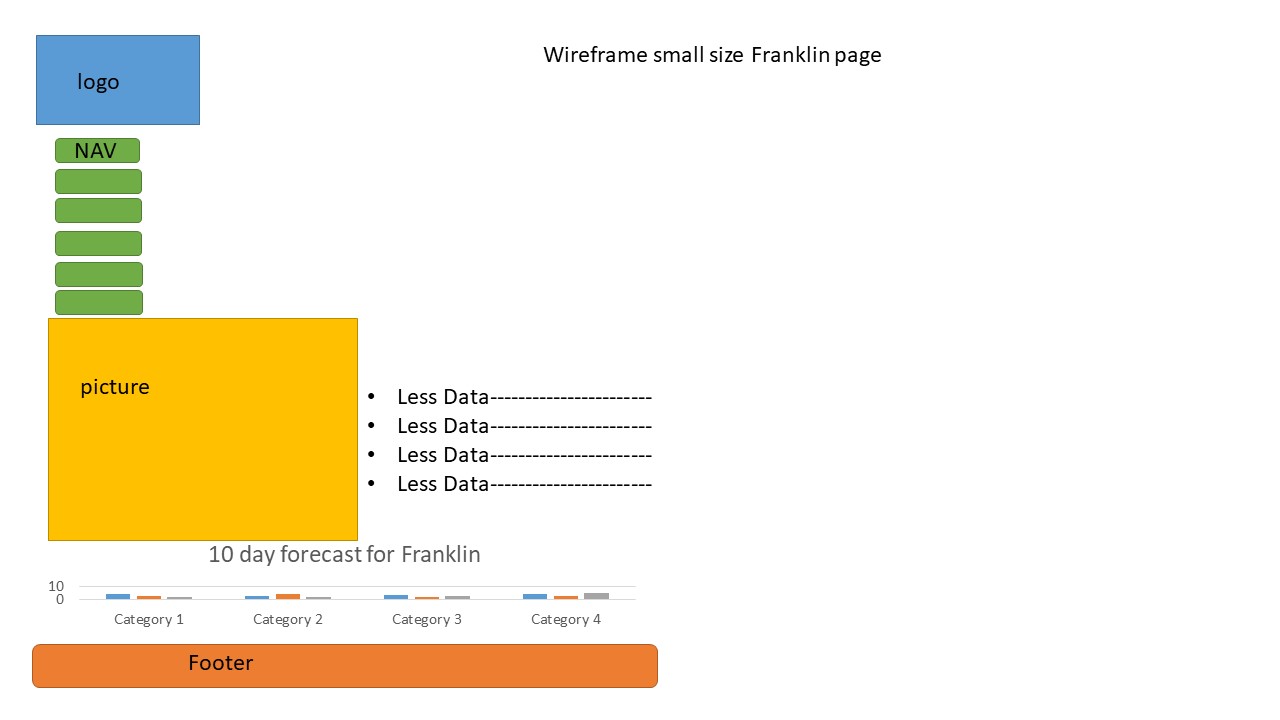 Wireframe small size Franklin page
logo
NAV
picture
• Less Data-----------------------
• Less Data-----------------------
• Less Data-----------------------
• Less Data-----------------------
10 day forecast for Franklin
10
0
Category 1 Category 2 Category 3 Category 4
Footer